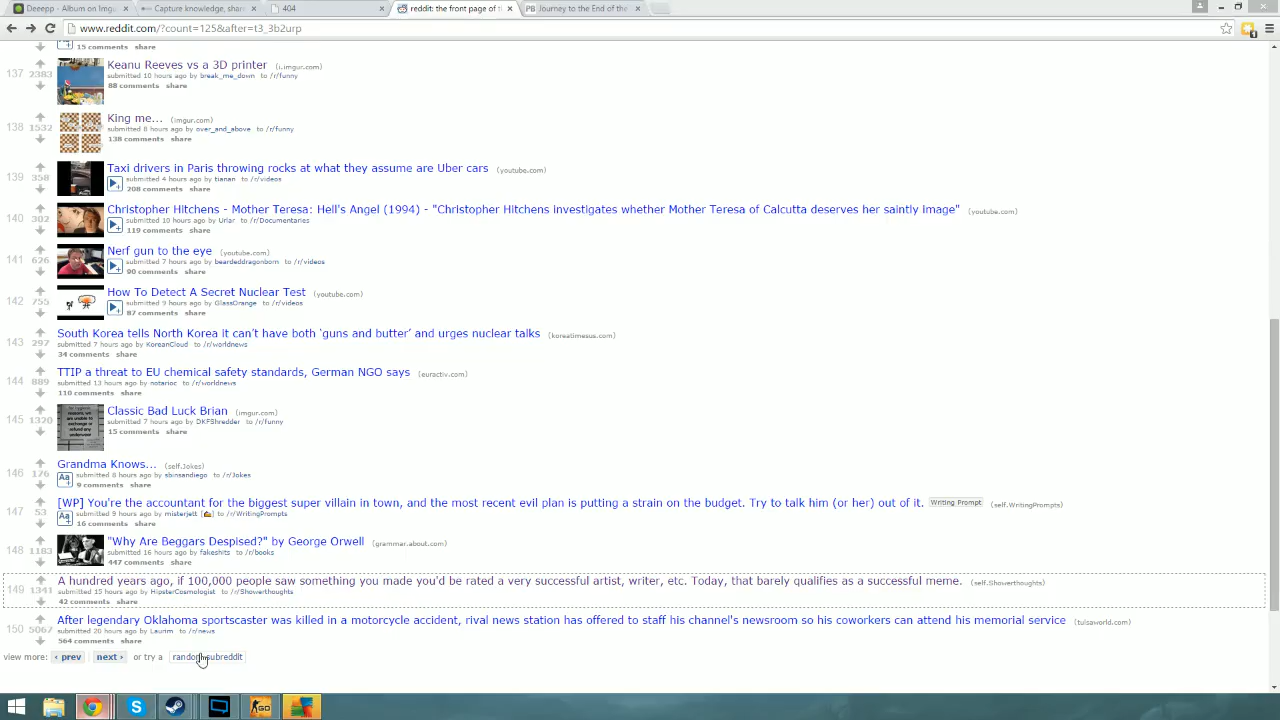 Deeepp - Album on Imgu
Capture knowledge, shar
404
reddit: the front page of t
Journey to the End of the
www.reddit.com/?count=125&after=t3_3b2urp
15 comments share
137 2383 Keanu Reeves vs a 3D printer (i.imgur.com)
submitted 10 hours ago by break_me_down to /r/funny
88 comments share
138 1532 King me... (imgur.com)
submitted 8 hours ago by over_and_above to /r/funny
138 comments share
139 358 Taxi drivers in Paris throwing rocks at what they assume are Uber cars (youtube.com)
submitted 4 hours ago by tianan to /r/videos
208 comments share
140 302 Christopher Hitchens - Mother Teresa: Hell's Angel (1994) - "Christopher Hitchens investigates whether Mother Teresa of Calcutta deserves her saintly image" (youtube.com)
submitted 10 hours ago by Urlar to /r/Documentaries
119 comments share
141 626 Nerf gun to the eye (youtube.com)
submitted 7 hours ago by beardeddragonborn to /r/videos
90 comments share
142 755 How To Detect A Secret Nuclear Test (youtube.com)
submitted 9 hours ago by GlassOrange to /r/videos
87 comments share
143 297 South Korea tells North Korea it can't have both 'guns and butter' and urges nuclear talks (koreatimesus.com)
submitted 7 hours ago by KoreanCloud to /r/worldnews
34 comments share
144 889 TTIP a threat to EU chemical safety standards, German NGO says (euractiv.com)
submitted 13 hours ago by notarioc to /r/worldnews
110 comments share
145 1320 Classic Bad Luck Brian (imgur.com)
submitted 7 hours ago by DKFShredder to /r/funny
15 comments share
146 176 Grandma Knows... (self.Jokes)
submitted 8 hours ago by sbinsandiego to /r/Jokes
9 comments share
147 53 [WP] You're the accountant for the biggest super villain in town, and the most recent evil plan is putting a strain on the budget. Try to talk him (or her) out of it. Writing Prompt (self.WritingPrompts)
submitted 9 hours ago by misterjett to /r/WritingPrompts
16 comments share
148 1183 "Why Are Beggars Despised?" by George Orwell (grammar.about.com)
submitted 16 hours ago by fakeshits to /r/books
447 comments share
149 1341 A hundred years ago, if 100,000 people saw something you made you'd be rated a very successful artist, writer, etc. Today, that barely qualifies as a successful meme. (self.Showerthoughts)
submitted 15 hours ago by HipsterCosmologist to /r/Showerthoughts
42 comments share
150 5067 After legendary Oklahoma sportscaster was killed in a motorcycle accident, rival news station has offered to staff his channel's newsroom so his coworkers can attend his memorial service (tulsaworld.com)
submitted 20 hours ago by Laurim to /r/news
564 comments share
view more: ‹ prev | next › or try a random subreddit